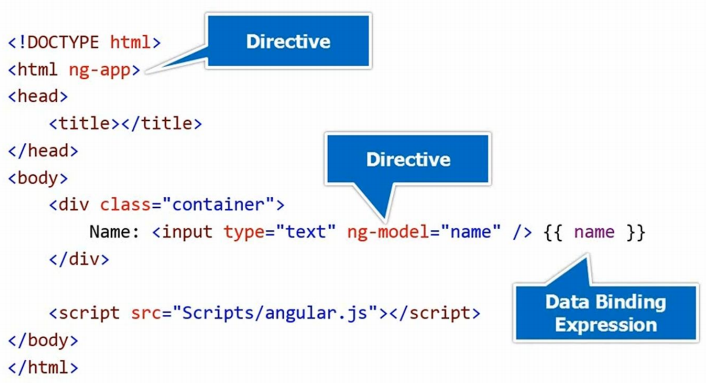 Directive
<!DOCTYPE html>
<html ng-app>
<head>
<title></title>
</head>
Directive
<body>
<div class="container">
Name: <input type="text" ng-model="name" /> {{ name }}
</div>
Data Binding
Expression
<script src="Scripts/angular.js"></script>
</body>
</html>